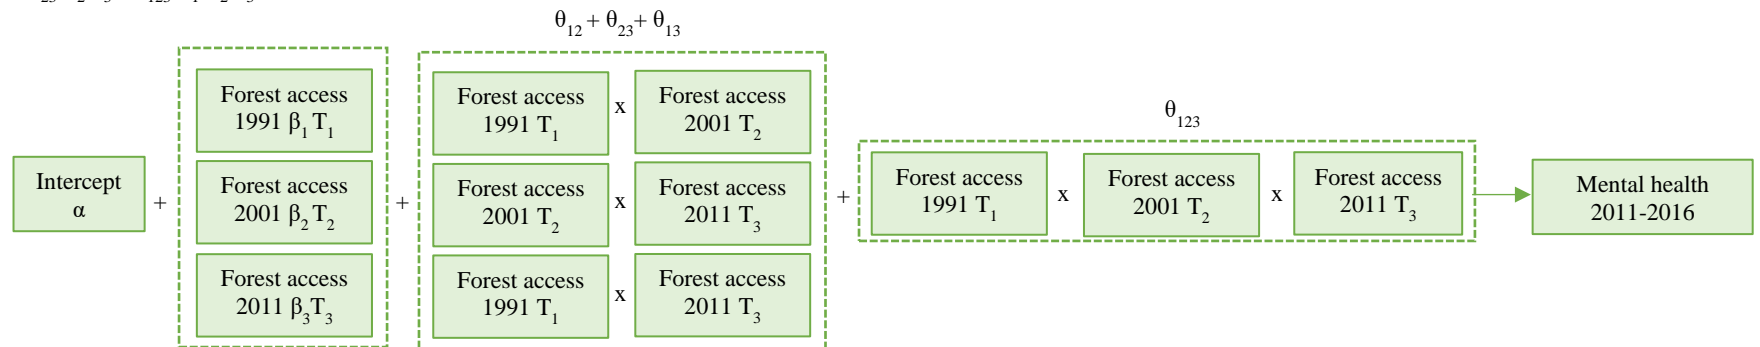 θ12 + θ23 + θ13
Forest access
1991 β1 T1
Forest access
2001 β2 T2
Forest access
2011 β3T3
Intercept
α
+
+
Forest access
1991 T1
x
Forest access
2001 T2
Forest access
2001 T2
x
Forest access
2011 T3
Forest access
1991 T1
x
Forest access
2011 T3
+
θ123
Forest access
1991 T1
x
Forest access
2001 T2
x
Forest access
2011 T3
Mental health
2011-2016